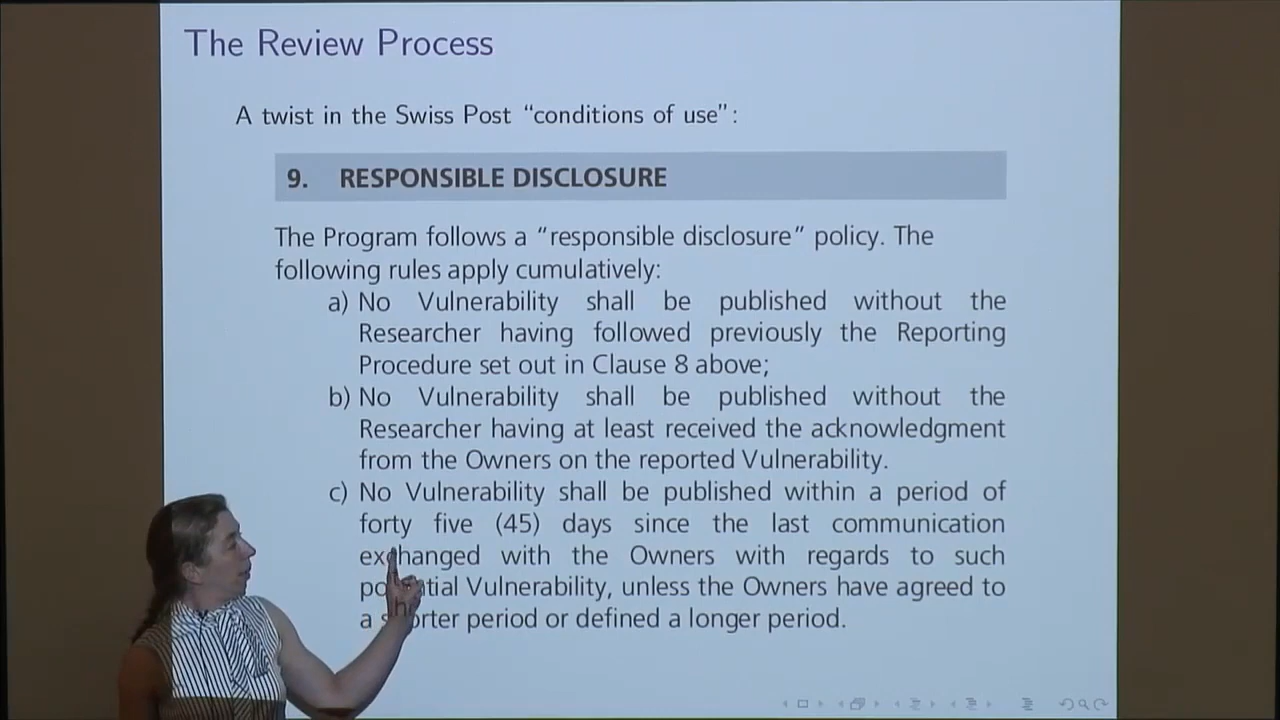 The Review Process
A twist in the Swiss Post “conditions of use”:
9. RESPONSIBLE DISCLOSURE
The Program follows a “responsible disclosure” policy. The
following rules apply cumulatively:
a) No Vulnerability shall be published without the
Researcher having followed previously the Reporting
Procedure set out in Clause 8 above;
b) No Vulnerability shall be published without the
Researcher having at least received the acknowledgment
from the Owners on the reported Vulnerability.
c) No Vulnerability shall be published within a period of
forty five (45) days since the last communication
exchanged with the Owners with regards to such
potential Vulnerability, unless the Owners have agreed to
a shorter period or defined a longer period.